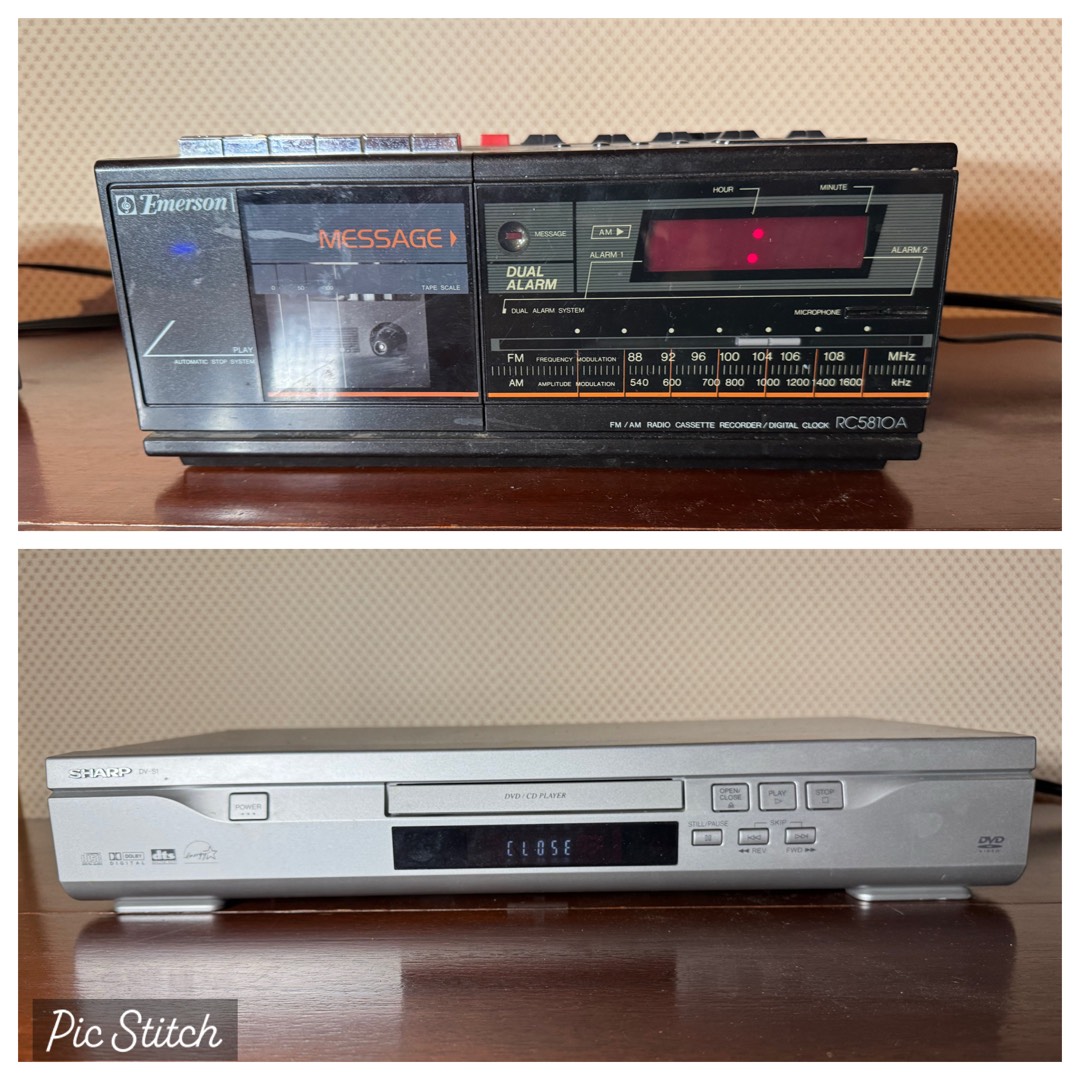 Emerson
MESSAGE
TAPE SCALE
PLAY
AUTOMATIC STOP SYSTEM
HOUR
MINUTE
MESSAGE
AM
ALARM 1
ALARM 2
DUAL
ALARM
DUAL ALARM SYSTEM
MICROPHONE
FM FREQUENCY MODULATION 88 92 96 100 104 106 108 MHz
AM AMPLITUDE MODULATION 540 600 700 800 1000 1200 1400 1600 kHz
FM/AM RADIO CASSETTE RECORDER/DIGITAL CLOCK RC5810A
SHARP
POWER
DVD/CD PLAYER
OPEN/
CLOSE
PLAY
STOP
CLOSE
STILL/PAUSE
SKIP
REV
FWD
DOLBY
DIGITAL
dts
DVD
VIDEO
Pic Stitch